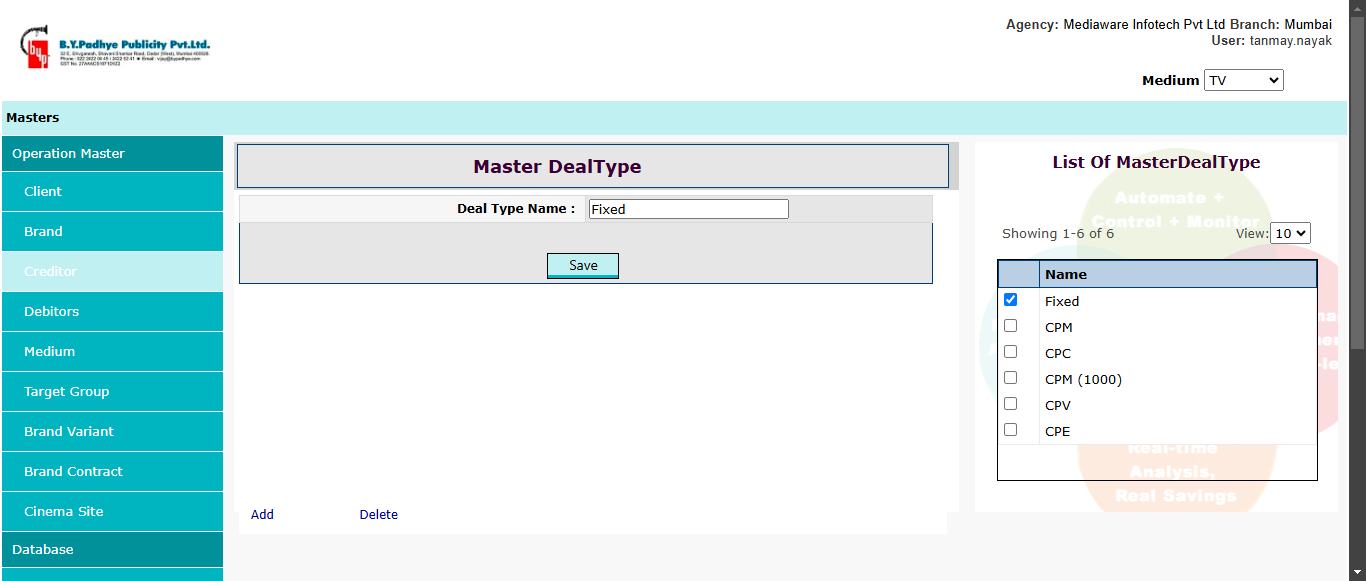 Agency: Mediaware Infotech Pvt Ltd Branch: Mumbai
User: tanmay.nayak
B.Y.Padhye Publicity Pvt.Ltd.
Medium TV
Masters
Operation Master
Client
Brand
Creditor
Debitors
Medium
Target Group
Brand Variant
Brand Contract
Cinema Site
Database
Master DealType
Deal Type Name : Fixed
Save
Add Delete
List Of MasterDealType
Automate +
Control + Monitor
Showing 1-6 of 6 View: 10
Name
Fixed
CPM
CPC
CPM (1000)
CPV
CPE
Real-time
Analysis,
Real Savings